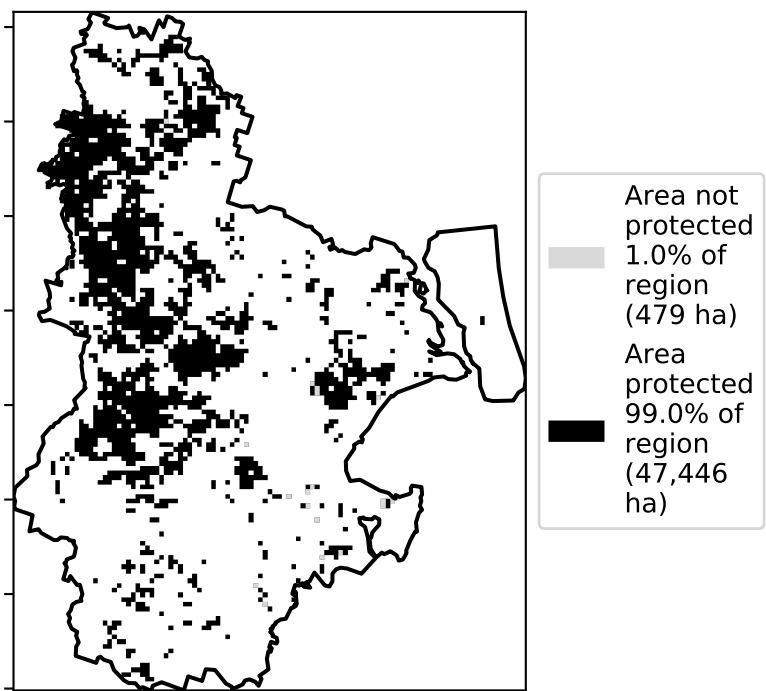 Area not
protected
1.0% of
region
(479 ha)
Area
protected
99.0% of
region
(47,446
ha)